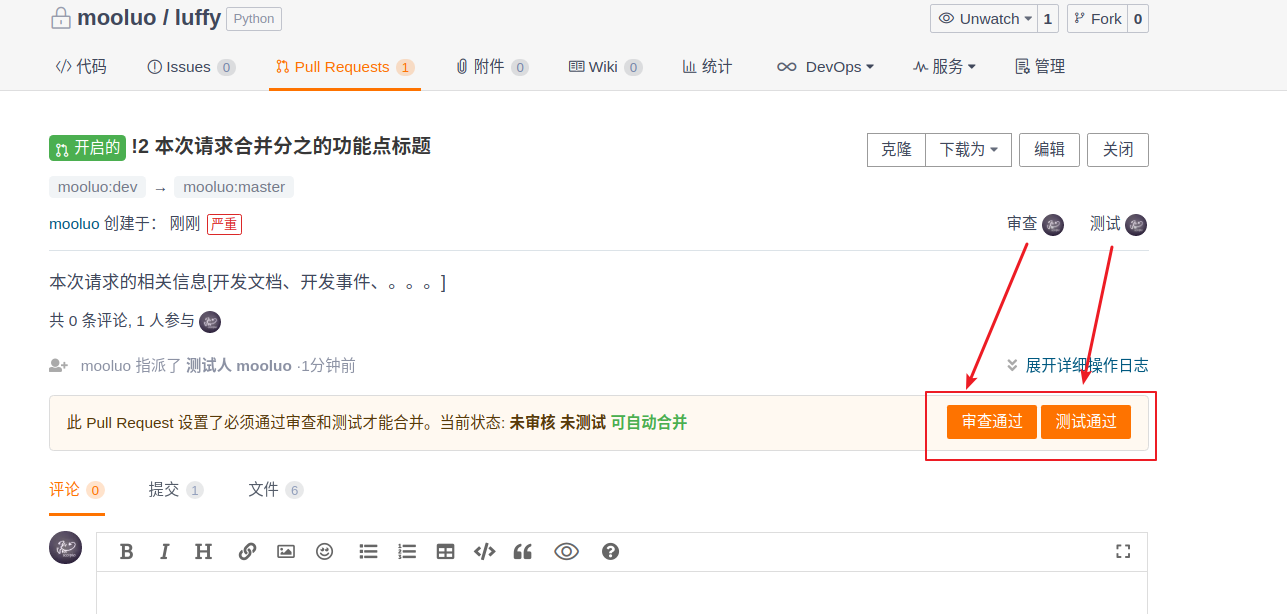 mooluo / luffy Python Unwatch 1 Fork 0
代码 Issues 0 Pull Requests 1 附件 0 Wiki 0 统计 DevOps 服务 管理
开启的 !2 本次请求合并分之的功能点标题 克隆 下载为 编辑 关闭
mooluo:dev → mooluo:master
mooluo 创建于: 刚刚 严重 审查 测试
本次请求的相关信息[开发文档、开发事件、。。。]
共 0 条评论, 1 人参与
mooluo 指派了 测试人 mooluo ·1分钟前 展开详细操作日志
此 Pull Request 设置了必须通过审查和测试才能合并。当前状态: 未审核 未测试 可自动合并 审查通过 测试通过
评论 0 提交 1 文件 6
B I H